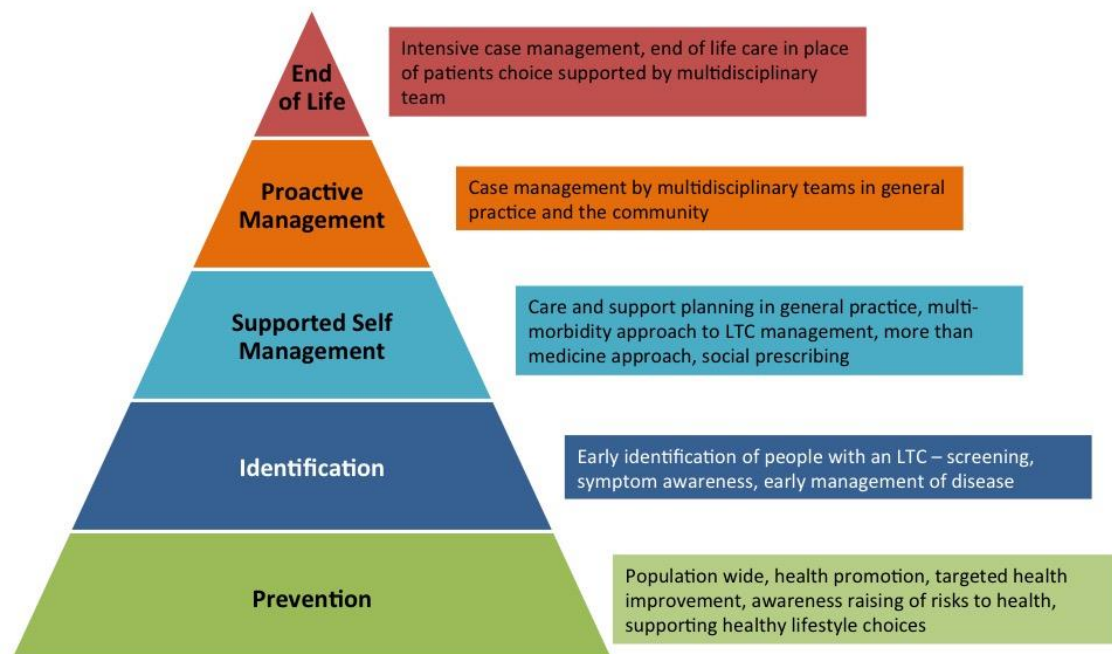 End
of Life
Intensive case management, end of life care in place
of patients choice supported by multidisciplinary
team
Proactive
Management
Case management by multidisciplinary teams in general
practice and the community
Supported Self
Management
Care and support planning in general practice, multi-
morbidity approach to LTC management, more than
medicine approach, social prescribing
Identification
Early identification of people with an LTC – screening,
symptom awareness, early management of disease
Prevention
Population wide, health promotion, targeted health
improvement, awareness raising of risks to health,
supporting healthy lifestyle choices